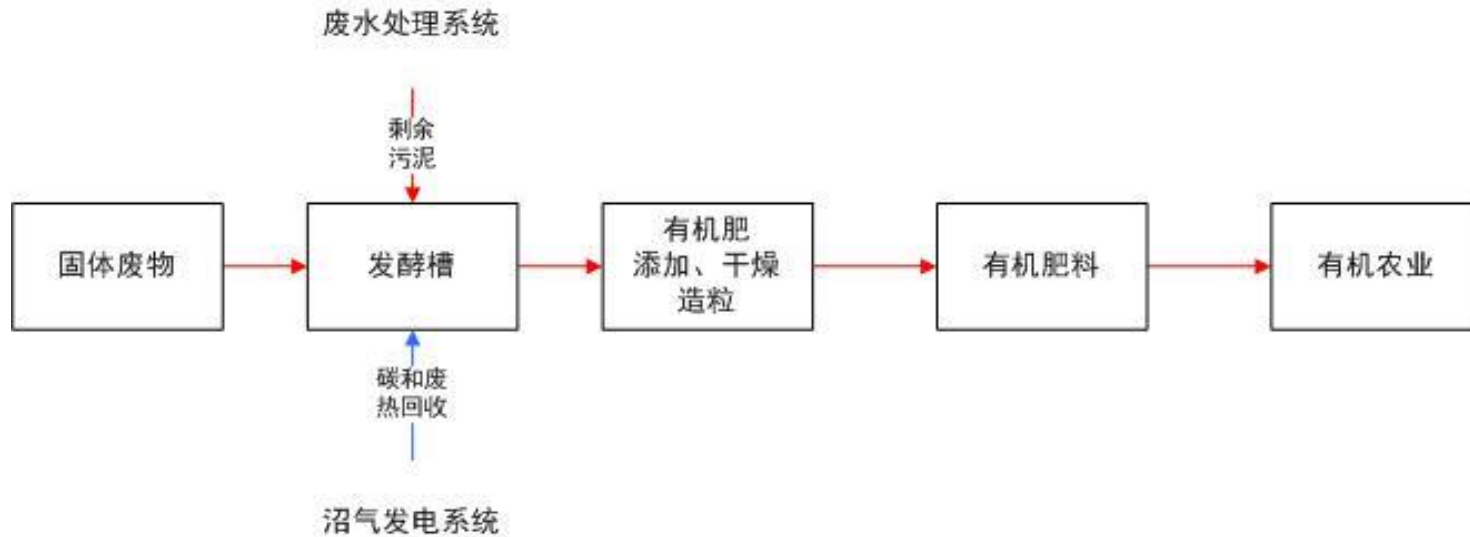 废水处理系统
剩余
污泥
固体废物
发酵槽
有机肥
添加、干燥
造粒
有机肥料
有机农业
碳和废
热回收
沼气发电系统